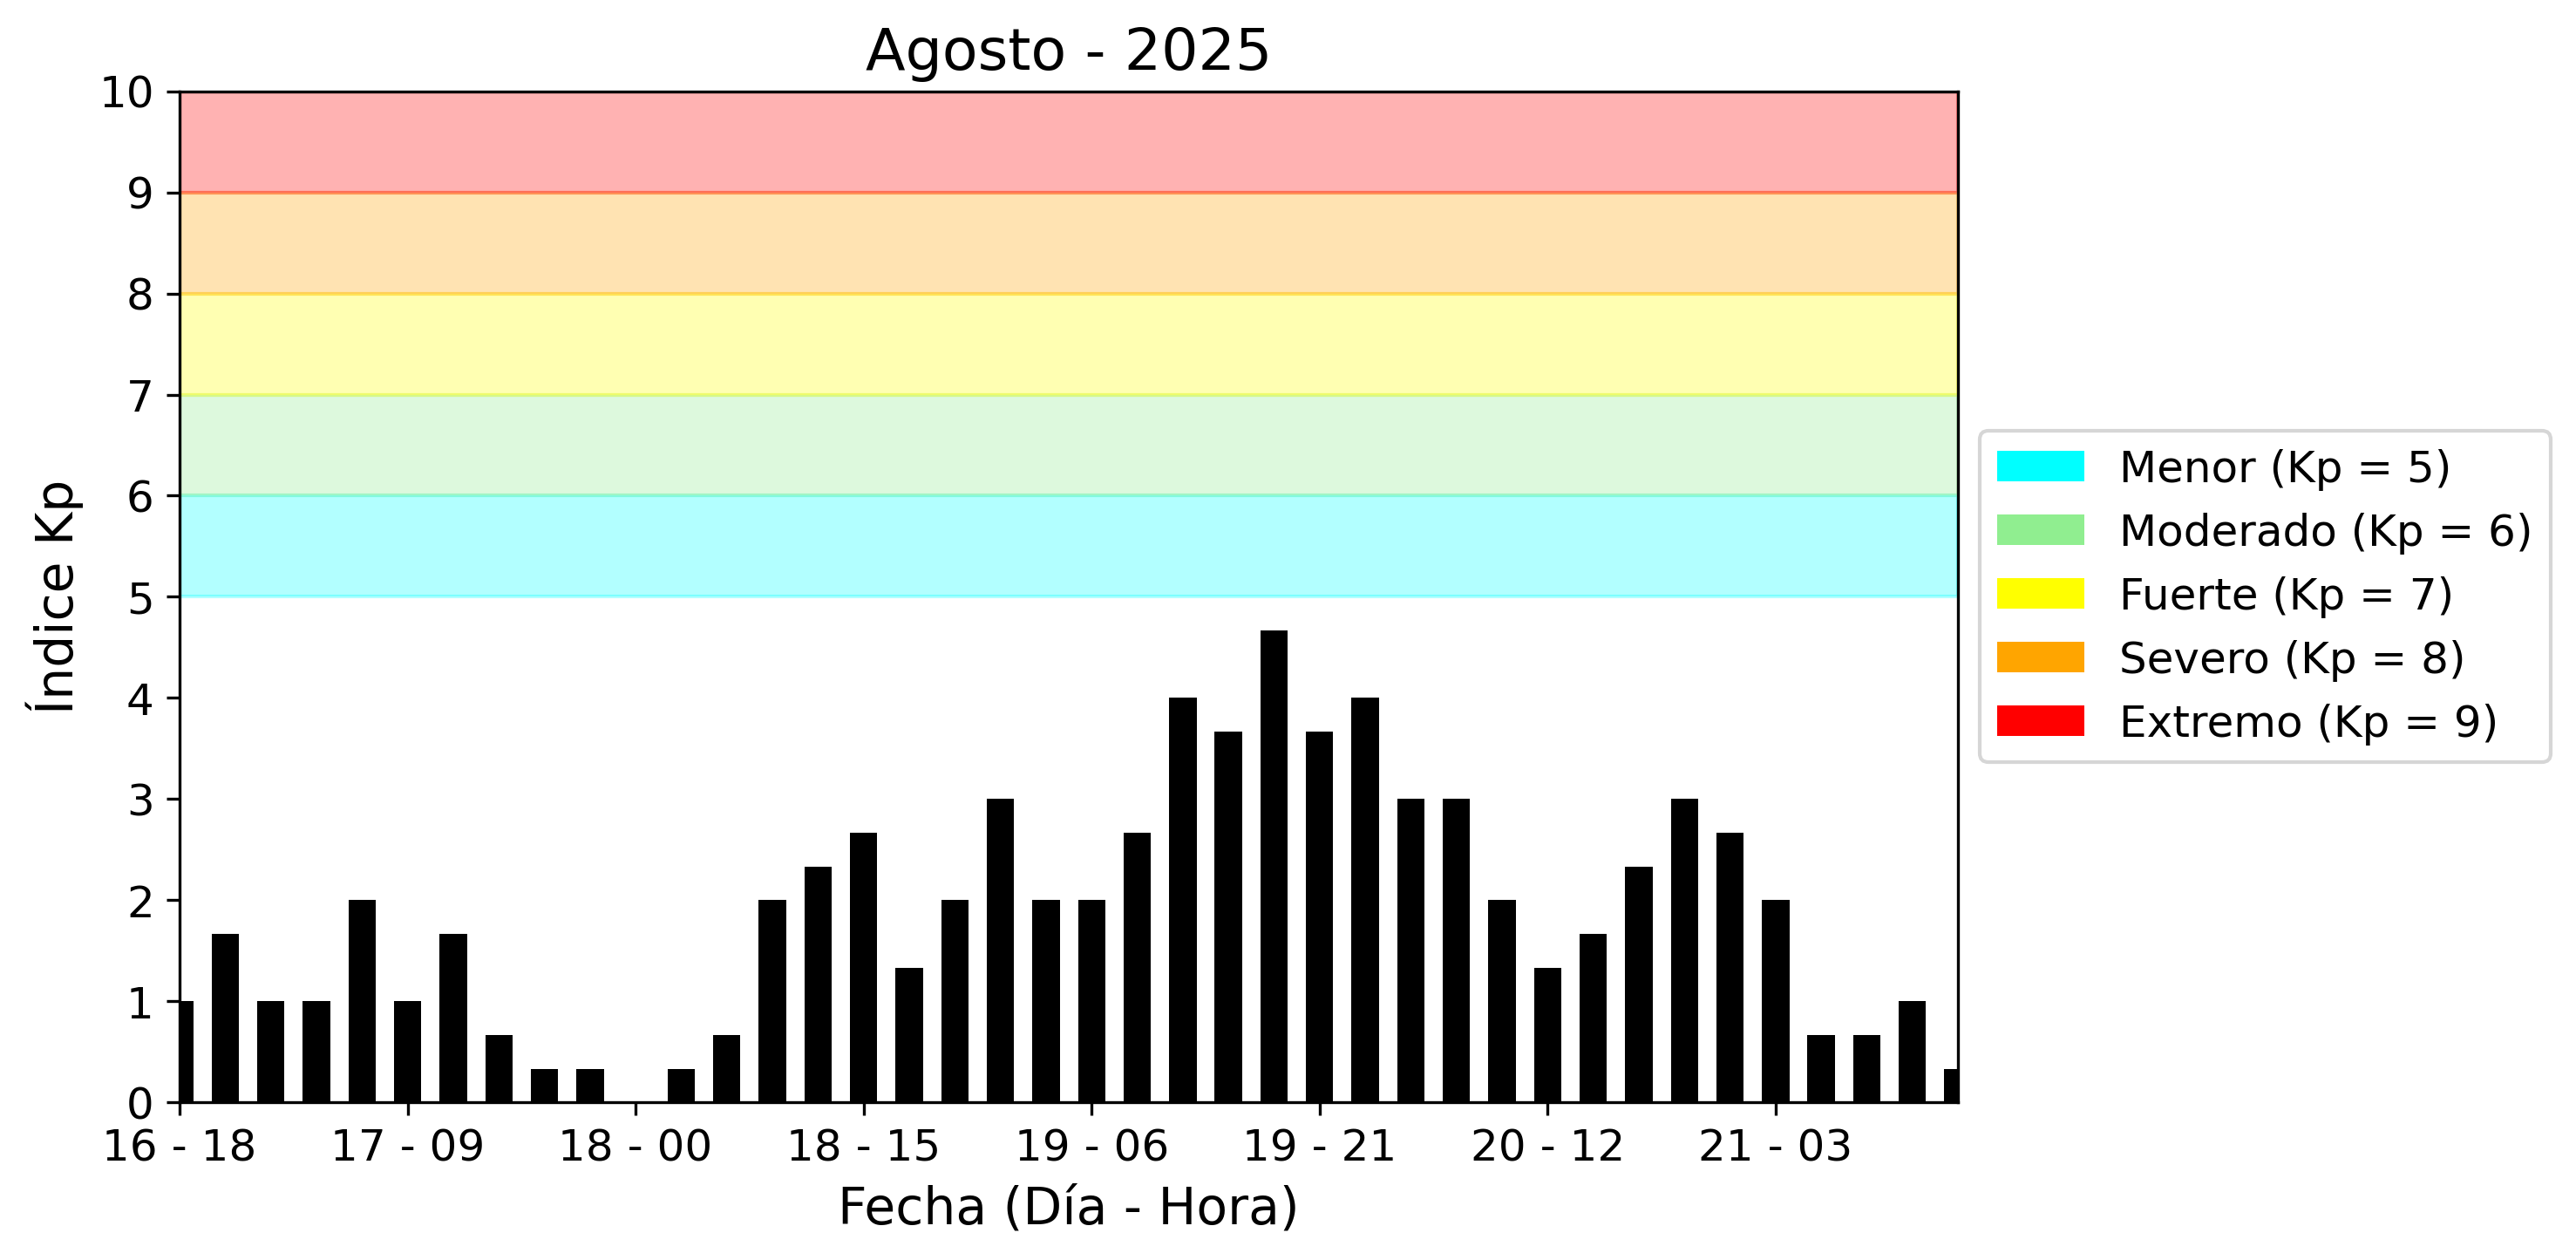 Agosto - 2025
10
9
8
7
6
5
4
3
2
1
0
Índice Kp
16 - 18
17 - 09
18 - 00
18 - 15
19 - 06
19 - 21
20 - 12
21 - 03
Fecha (Día - Hora)
Menor (Kp = 5)
Moderado (Kp = 6)
Fuerte (Kp = 7)
Severo (Kp = 8)
Extremo (Kp = 9)